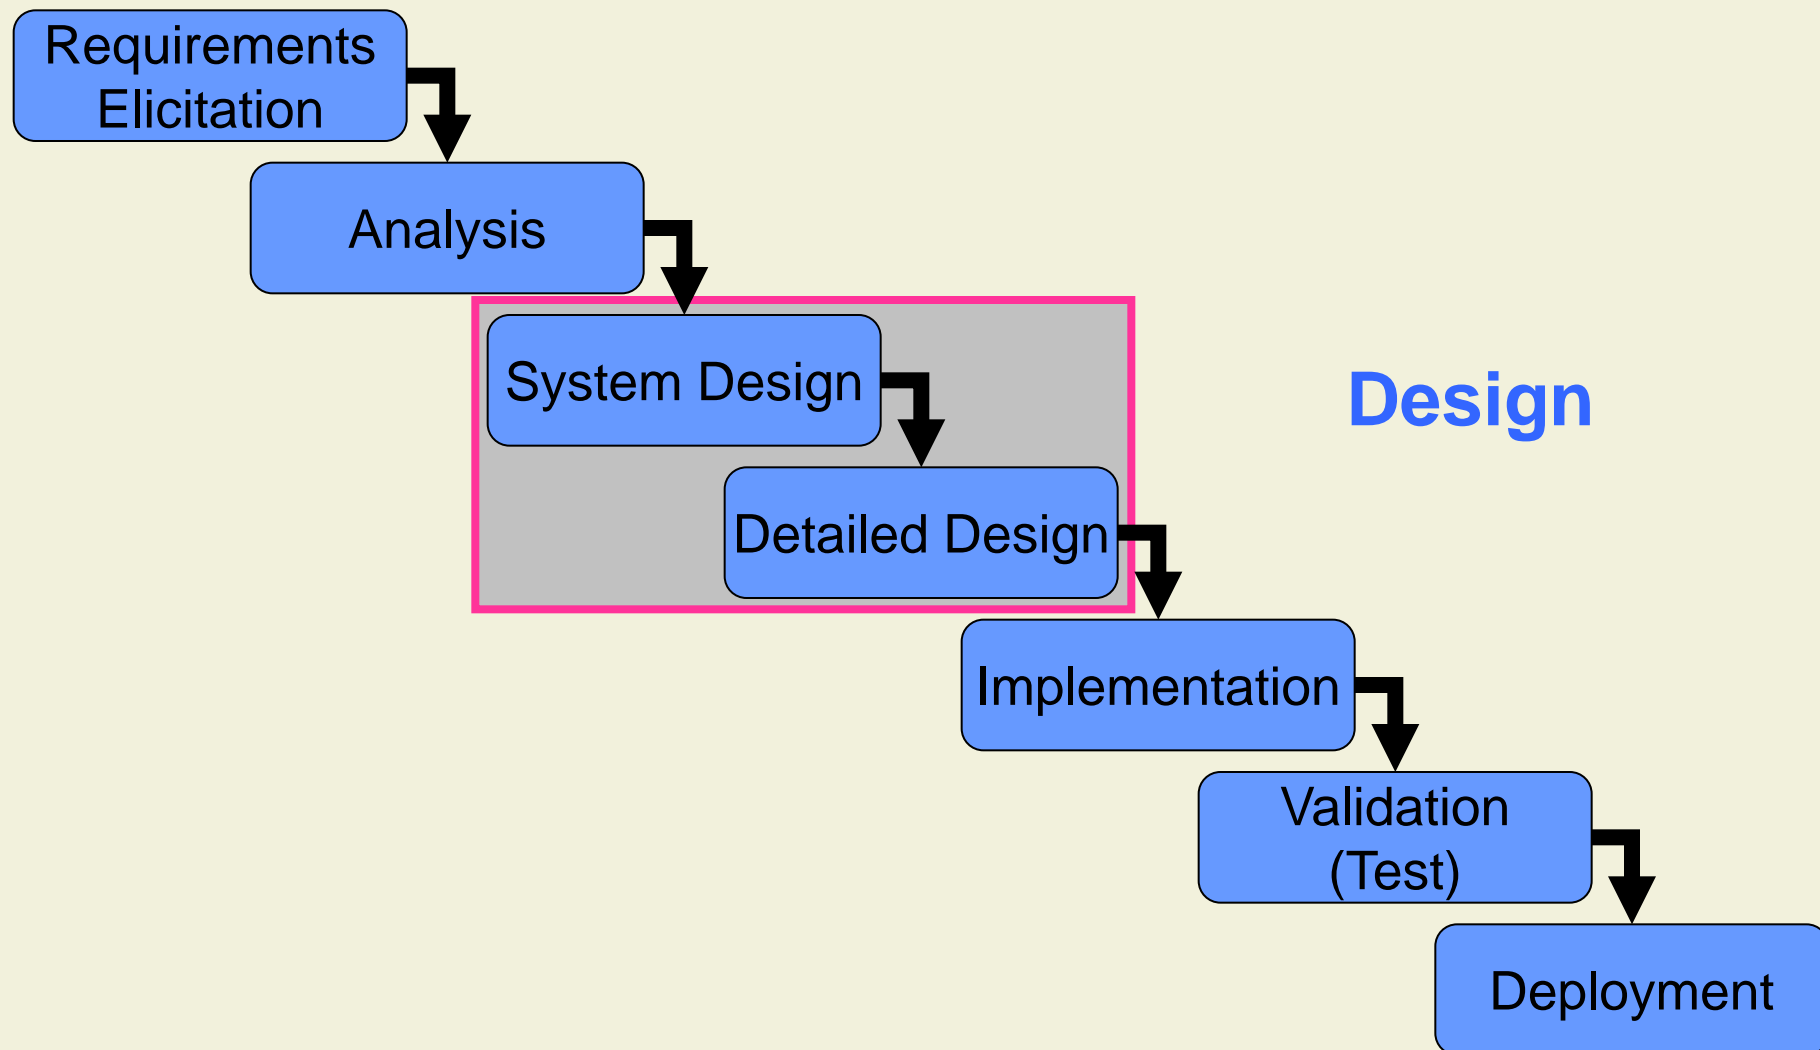 Requirements
Elicitation
Analysis
System Design
Design
Detailed Design
Implementation
Validation
(Test)
Deployment